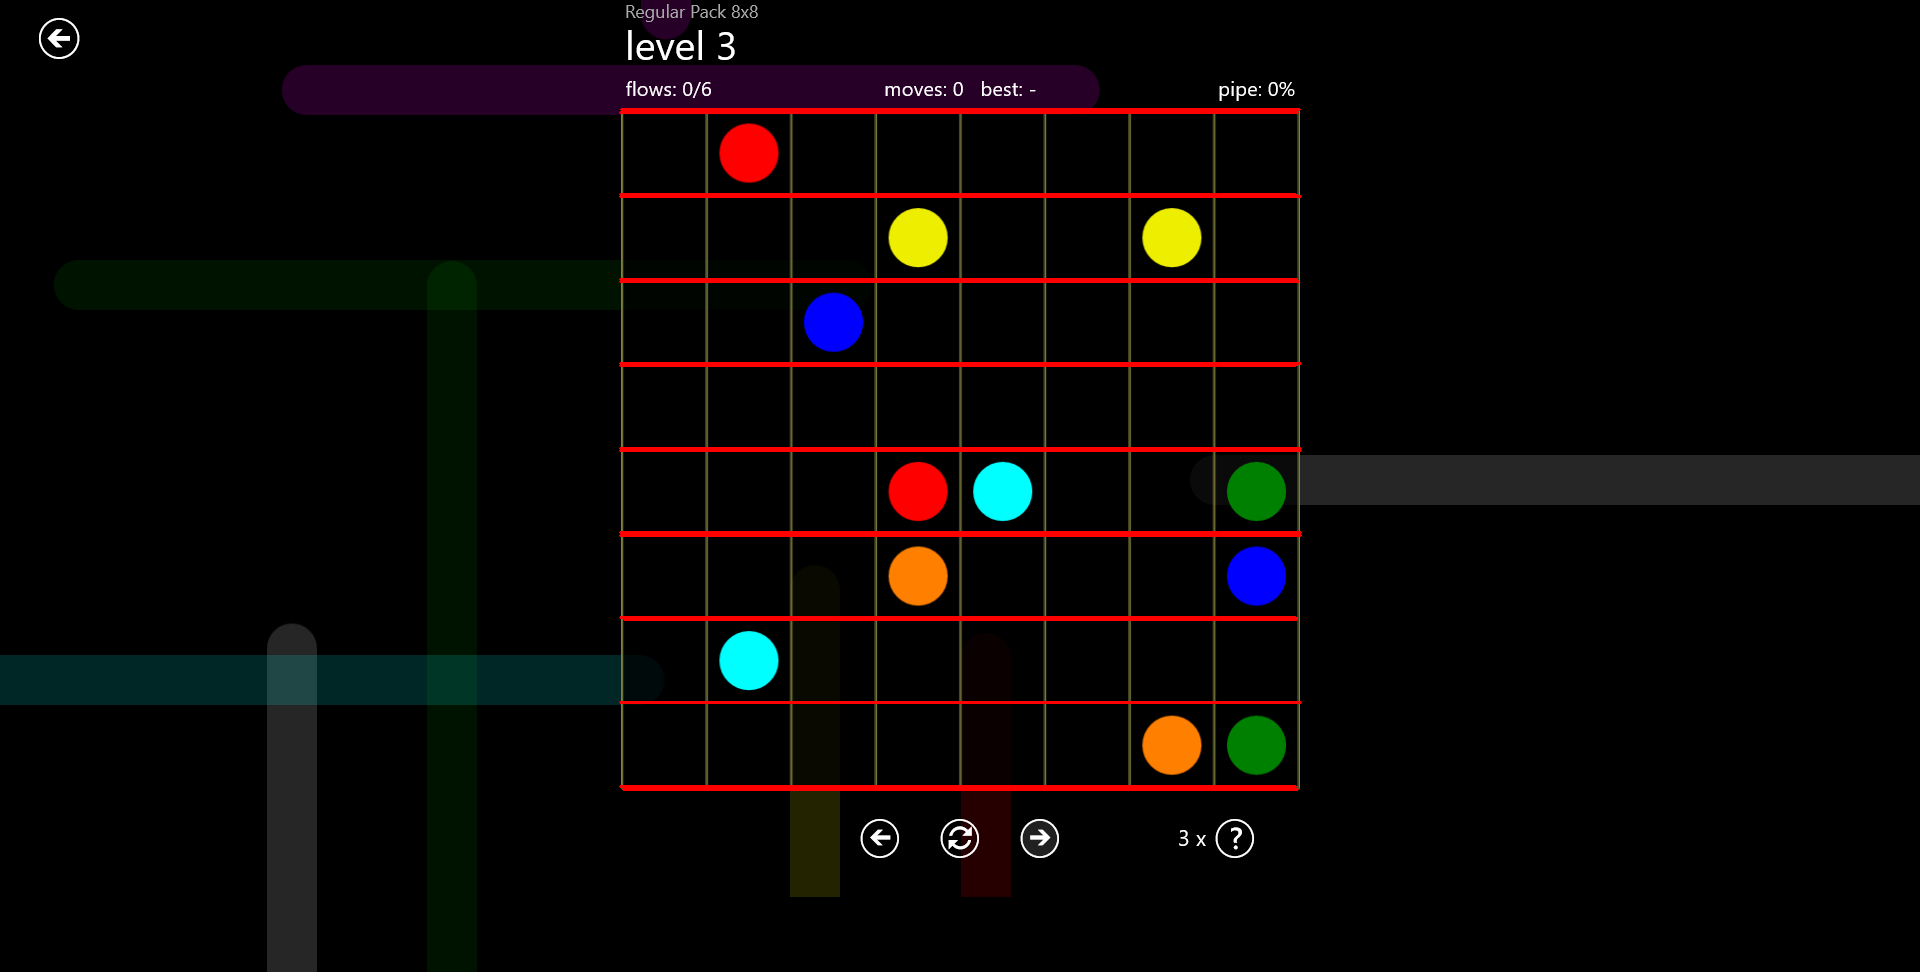 Regular Pack 8x8
level 3
flows: 0/6 moves: 0 best: - pipe: 0%
3 x ?